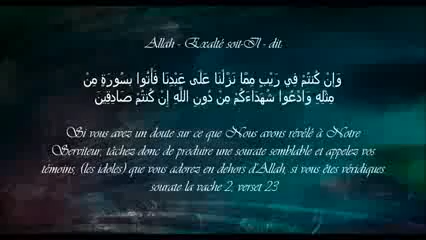 Allah - Exalté soit-Il - dit:
وَإِنْ كُنتُمْ فِي رَيْبٍ مِمَّا نَزَّلْنَا عَلَى عَبْدِنَا فَأْتُوا بِسُورَةٍ مِنْ
مِثْلِهِ وَادْعُوا شُهَدَاءَكُمْ مِنْ دُونِ اللَّهِ إِنْ كُنْتُمْ صَادِقِينَ
Si vous avez un doute sur ce que Nous avons révélé à Notre
Serviteur, tâchez donc de produire une sourate semblable et appelez vos
témoins, (les idoles) que vous adorez en dehors d'Allah, si vous êtes véridiques
sourate la vache 2, verset 23